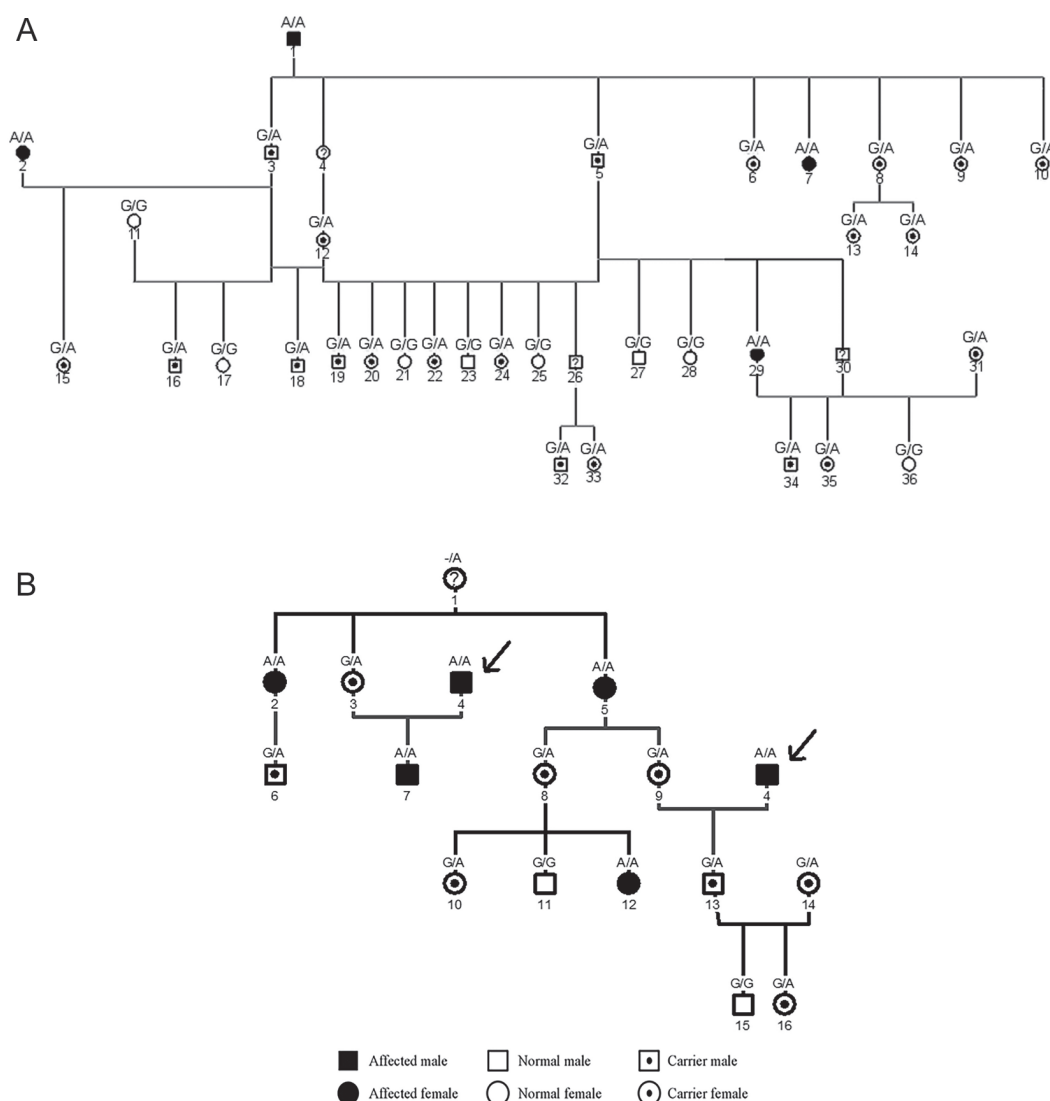 A
A/A
1
A/A
2
G/A
3
?
4
G/A
5
G/A
6
A/A
7
G/A
8
G/A
9
G/A
10
G/G
11
G/A
12
G/A
13
G/A
14
G/A
15
G/A
16
G/G
17
G/A
18
G/A
19
G/A
20
G/G
21
G/A
22
G/G
23
G/A
24
G/G
25
?
26
G/G
27
G/G
28
A/A
29
?
30
G/A
31
G/A
32
G/A
33
G/A
34
G/A
35
G/G
36
B
-/A
?
1
A/A
2
G/A
3
A/A
4
A/A
5
G/A
6
A/A
7
G/A
8
G/A
9
A/A
4
G/A
10
G/G
11
A/A
12
G/A
13
G/A
14
G/G
15
G/A
16
Affected male
Normal male
Carrier male
Affected female
Normal female
Carrier female